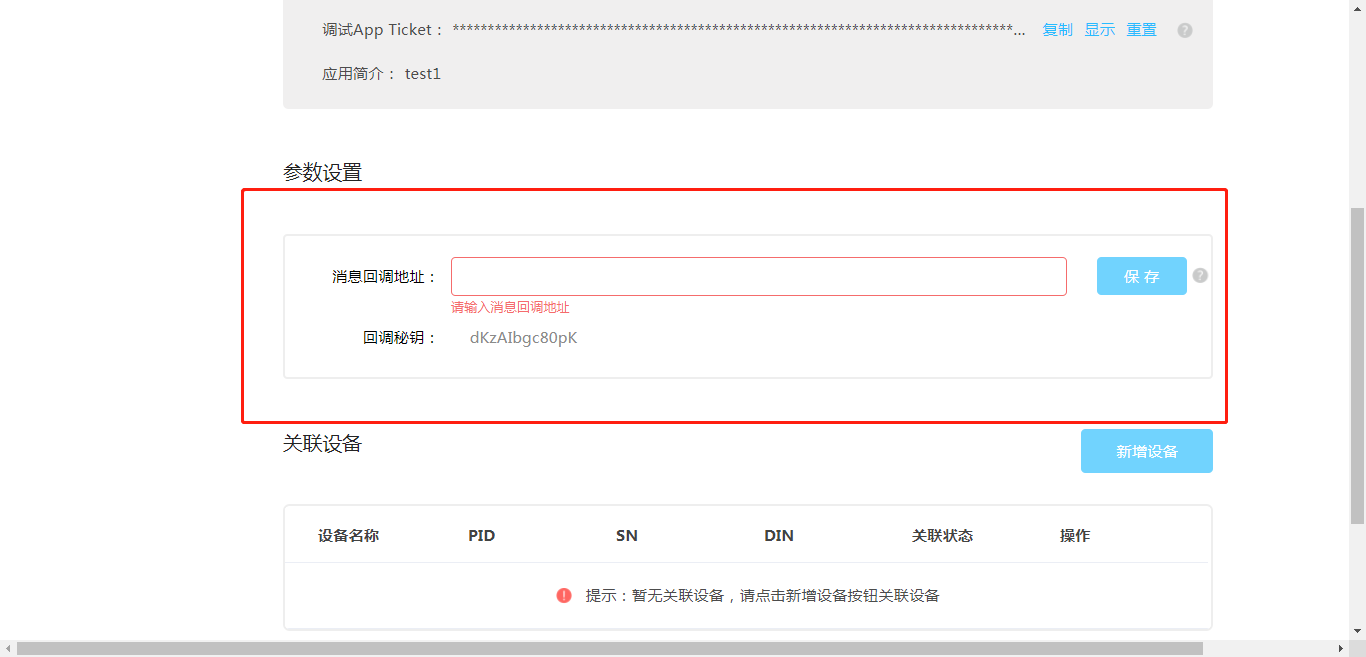 调试App Ticket： ********************************************************************************... 复制 显示 重置 ?
应用简介： test1
参数设置
消息回调地址： 保 存 ?
请输入消息回调地址
回调秘钥： dKzAIbgc80pK
关联设备 新增设备
设备名称 PID SN DIN 关联状态 操作
! 提示：暂无关联设备，请点击新增设备按钮关联设备